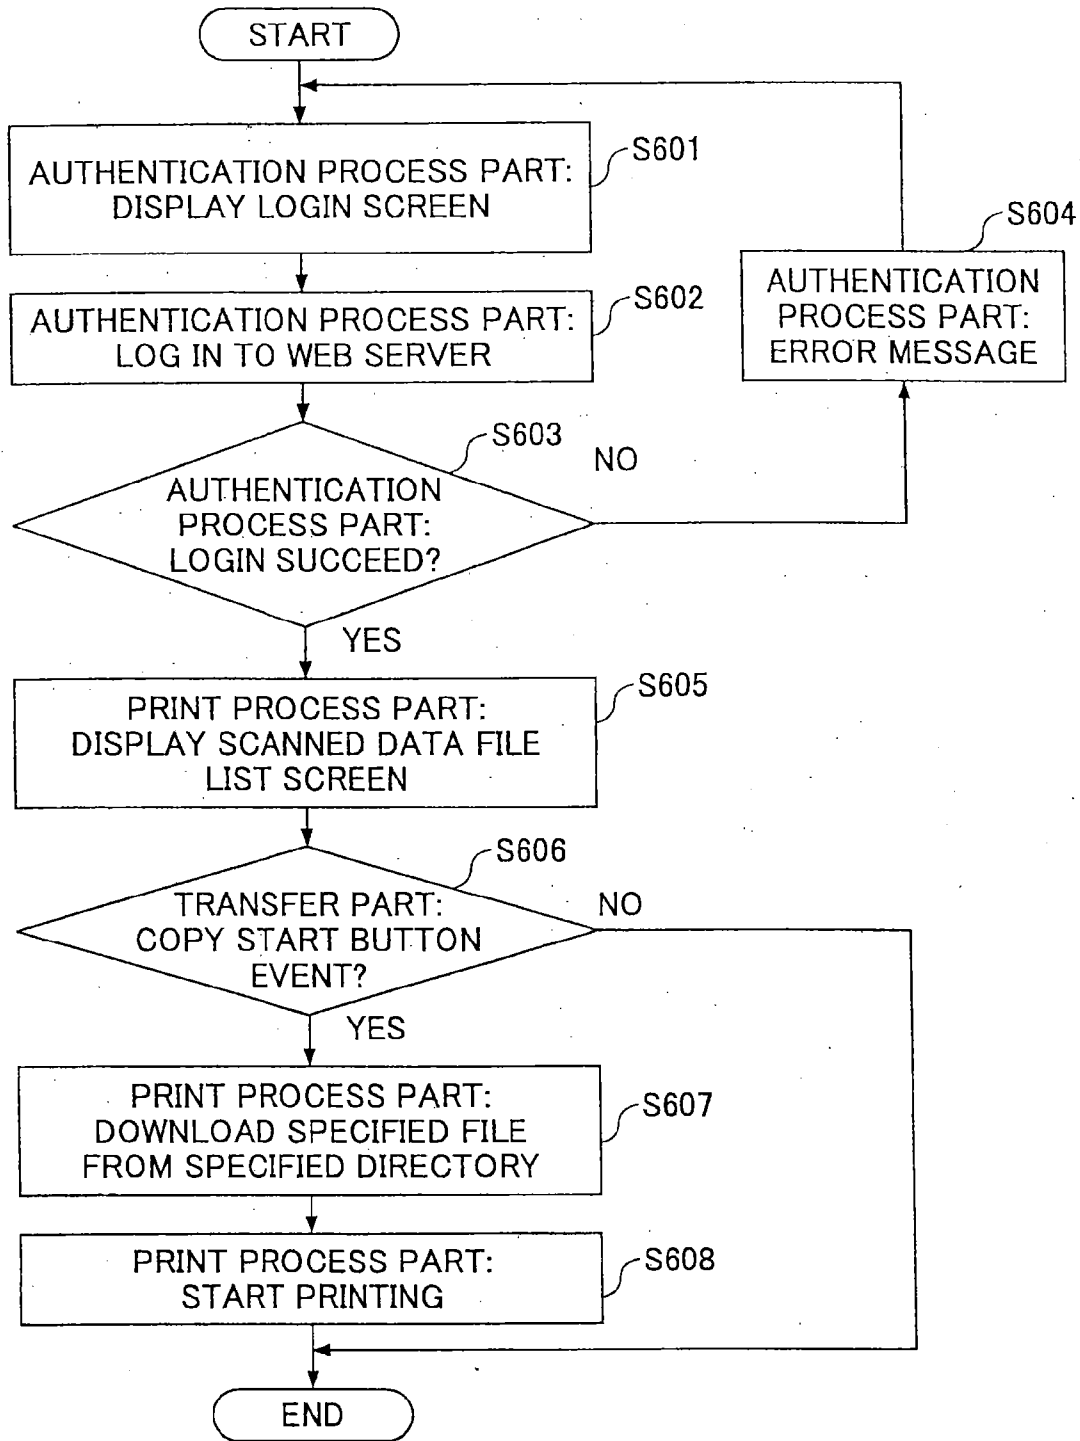 START
AUTHENTICATION PROCESS PART:
DISPLAY LOGIN SCREEN
S601
AUTHENTICATION PROCESS PART:
LOG IN TO WEB SERVER
S602
AUTHENTICATION
PROCESS PART:
LOGIN SUCCEED?
S603
NO
AUTHENTICATION
PROCESS PART:
ERROR MESSAGE
S604
YES
PRINT PROCESS PART:
DISPLAY SCANNED DATA FILE
LIST SCREEN
S605
TRANSFER PART:
COPY START BUTTON
EVENT?
S606
NO
YES
PRINT PROCESS PART:
DOWNLOAD SPECIFIED FILE
FROM SPECIFIED DIRECTORY
S607
PRINT PROCESS PART:
START PRINTING
S608
END